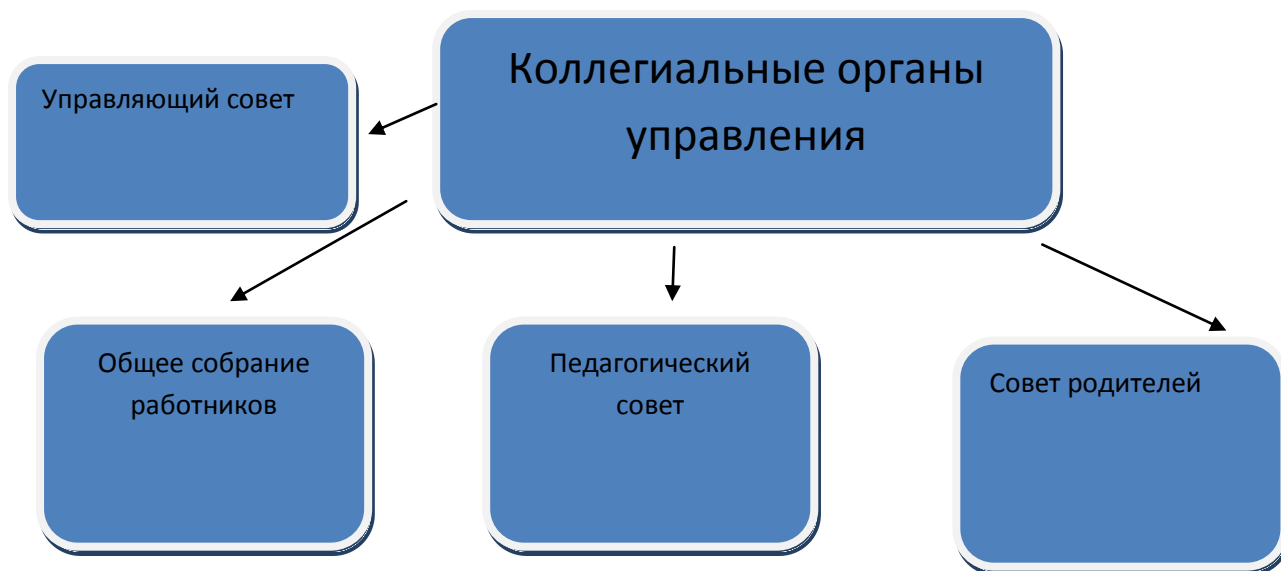 Коллегиальные органы
управления
Управляющий совет
Общее собрание
работников
Педагогический
совет
Совет родителей